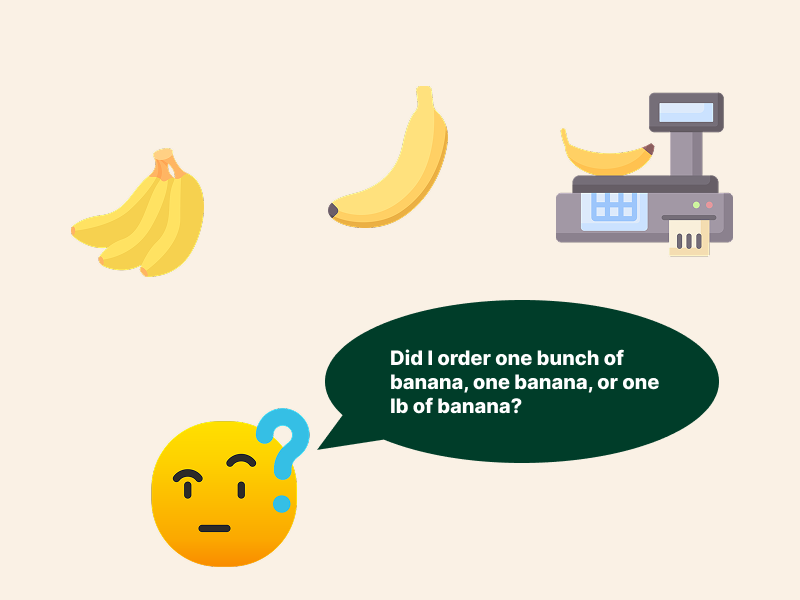 Did I order one bunch of
banana, one banana, or one
lb of banana?